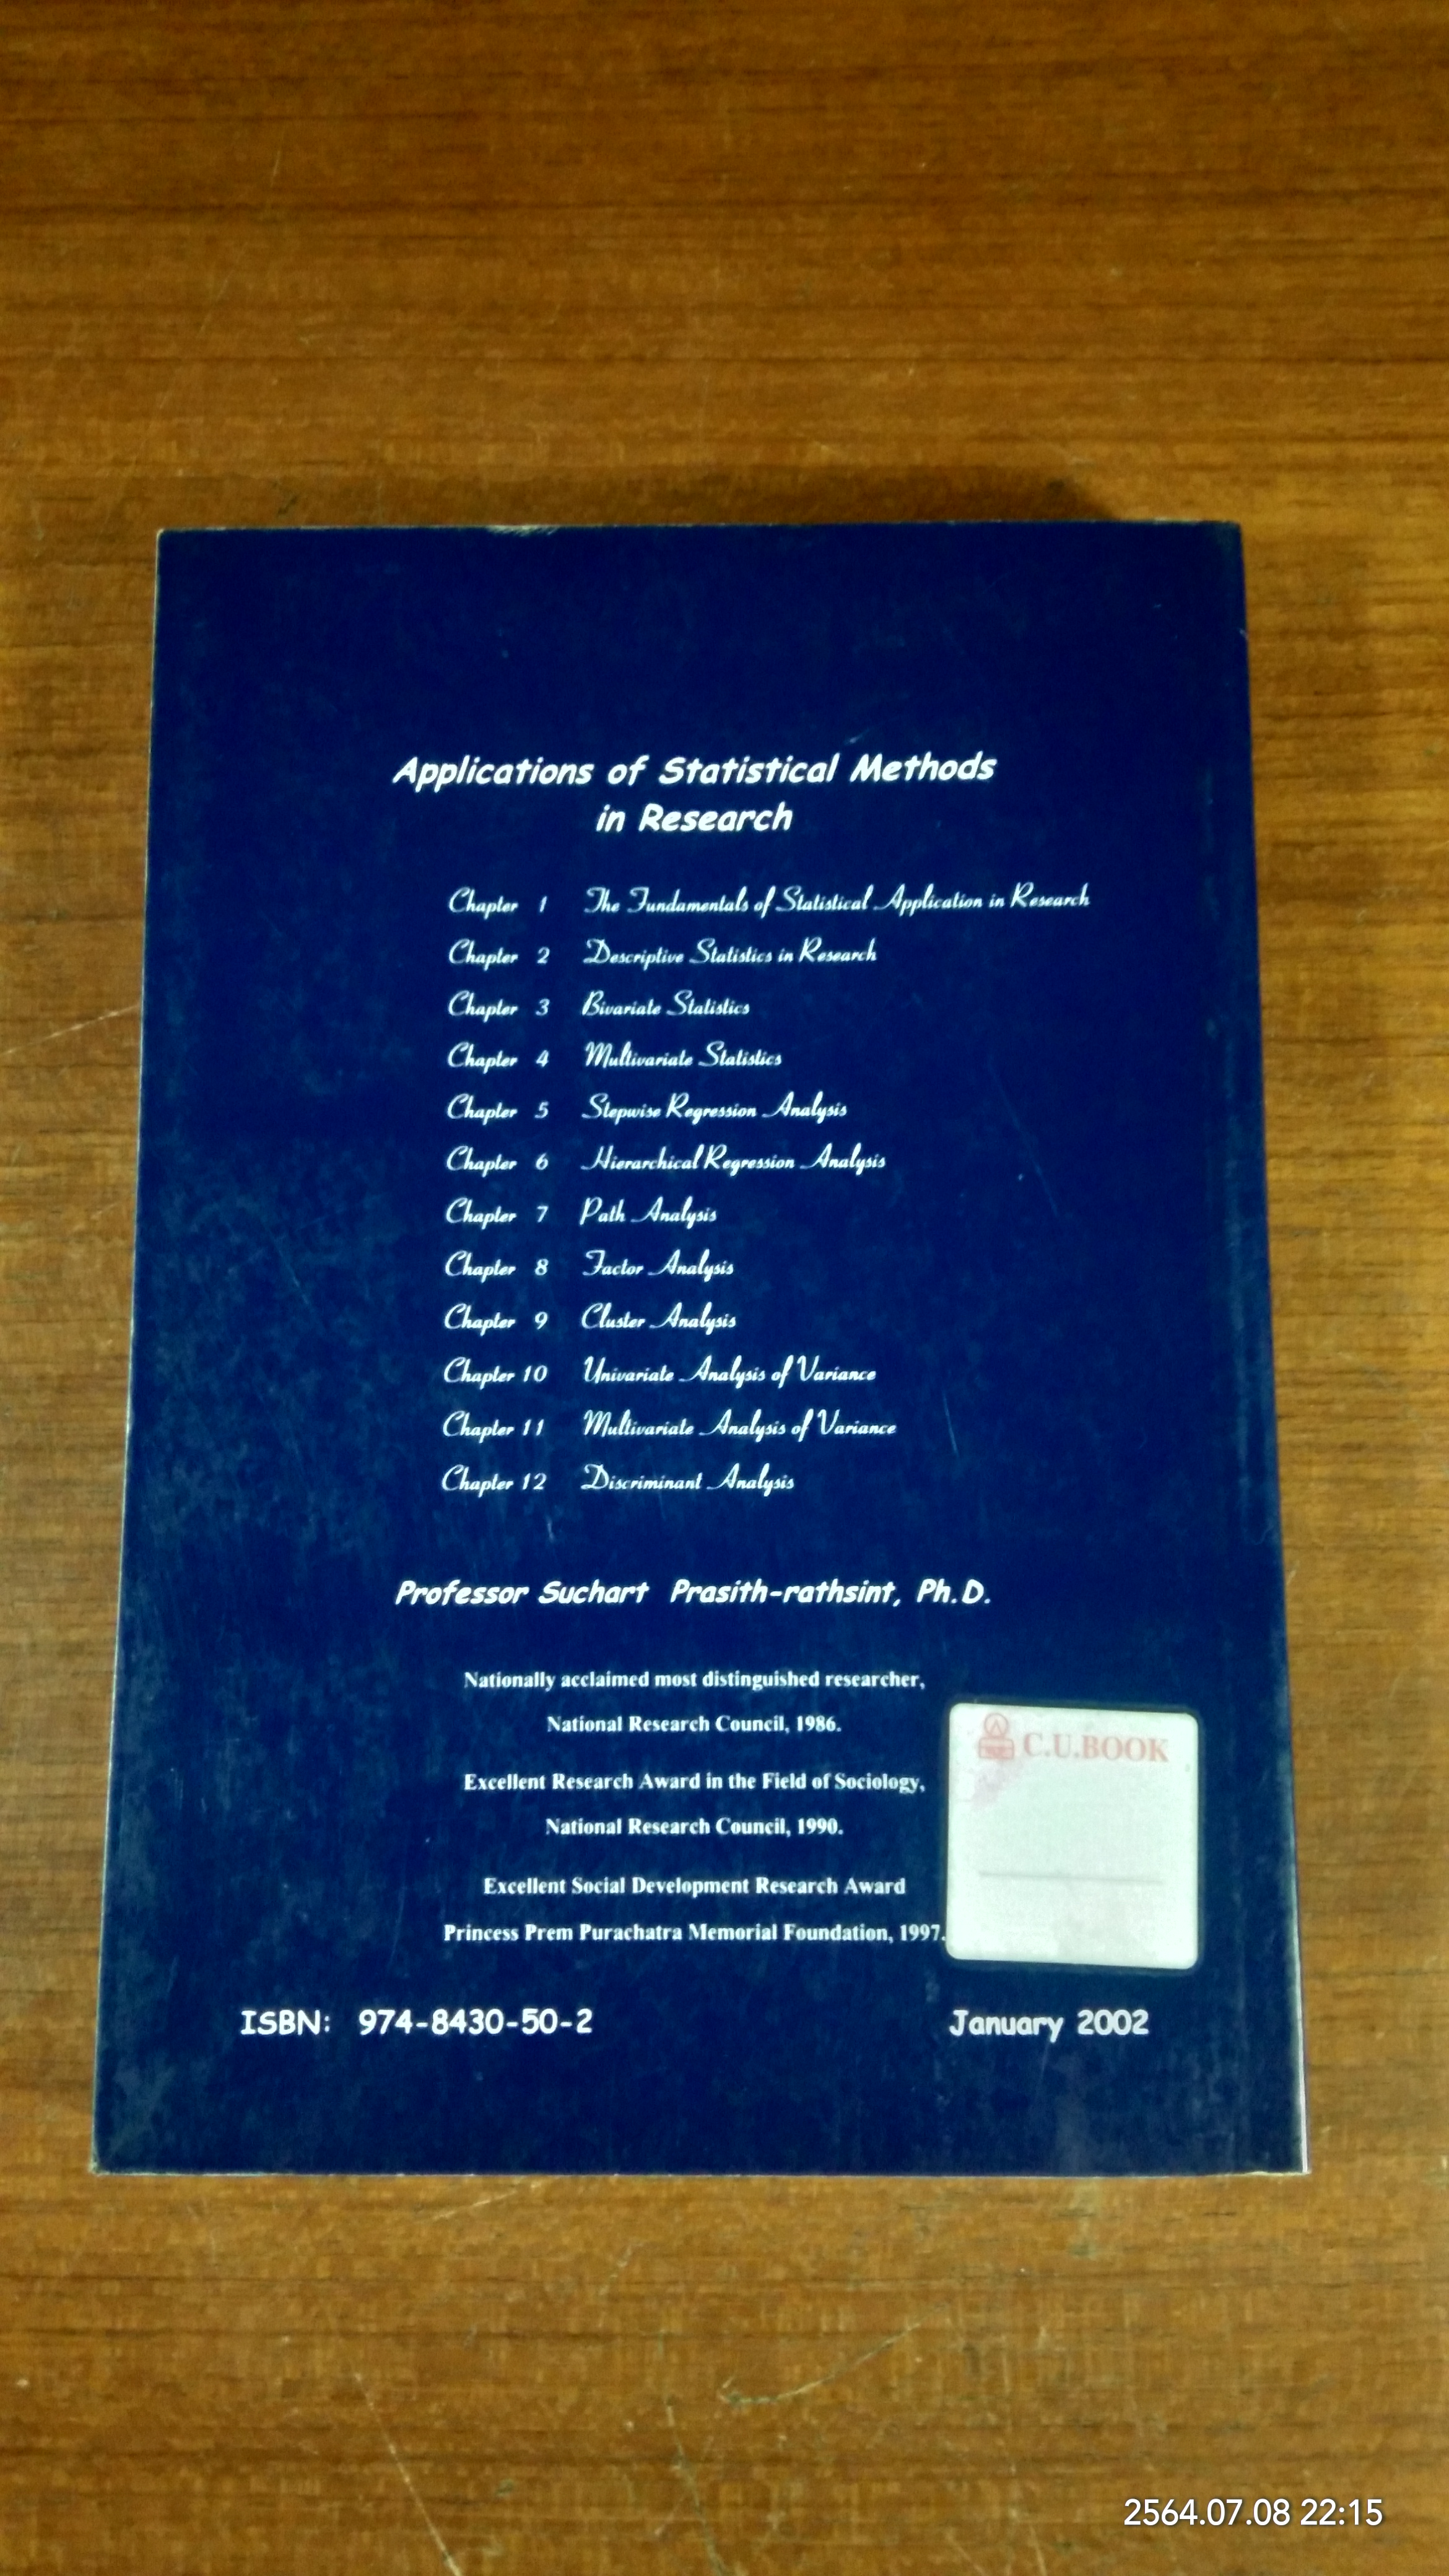 Applications of Statistical Methods
in Research
Chapter 1 The Fundamentals of Statistical Application in Research
Chapter 2 Descriptive Statistics in Research
Chapter 3 Bivariate Statistics
Chapter 4 Multivariate Statistics
Chapter 5 Stepwise Regression Analysis
Chapter 6 Hierarchical Regression Analysis
Chapter 7 Path Analysis
Chapter 8 Factor Analysis
Chapter 9 Cluster Analysis
Chapter 10 Univariate Analysis of Variance
Chapter 11 Multivariate Analysis of Variance
Chapter 12 Discriminant Analysis
Professor Suchart Prasith-rathsint, Ph.D.
Nationally acclaimed most distinguished researcher,
National Research Council, 1986.
Excellent Research Award in the Field of Sociology,
National Research Council, 1990.
Excellent Social Development Research Award
Princess Prem Purachatra Memorial Foundation, 1997.
C.U.BOOK
ISBN: 974-8430-50-2 January 2002
2564.07.08 22:15